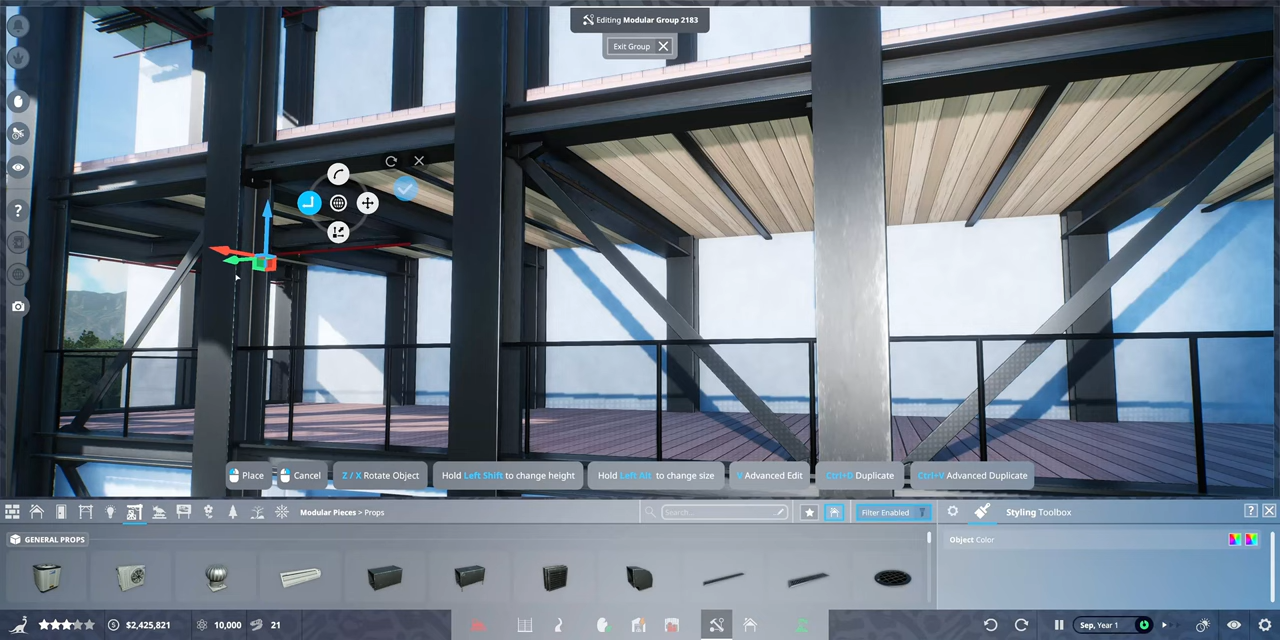 Editing Modular Group 2183
Exit Group
Place
Cancel
Z / X Rotate Object
Hold Left Shift to change height
Hold Left Alt to change size
V Advanced Edit
Ctrl+D Duplicate
Ctrl+V Advanced Duplicate
Modular Pieces > Props
Search...
Filter Enabled
Styling Toolbox
GENERAL PROPS
Object Color
$2,425,821
10,000
21
Sep, Year 1